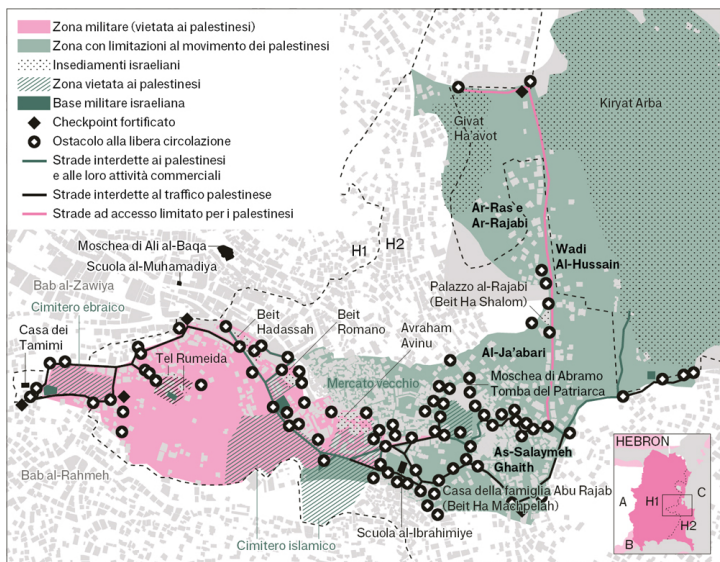 Zona militare (vietata ai palestinesi)
Zona con limitazioni al movimento dei palestinesi
Insediamenti israeliani
Zona vietata ai palestinesi
Base militare israeliana
Checkpoint fortificato
Ostacolo alla libera circolazione
Strade interdette ai palestinesi
e alle loro attività commerciali
Strade interdette al traffico palestinese
Strade ad accesso limitato per i palestinesi
Kiryat Arba
Givat
Ha'avot
Ar-Ras e
Ar-Rajabi
H1
H2
Wadi
Al-Hussain
Moschea di Ali al-Baqa
Scuola al-Muhamadiya
Bab al-Zawiya
Cimitero ebraico
Casa dei
Tamimi
Palazzo al-Rajabi
(Beit Ha Shalom)
Beit
Hadassah
Beit
Romano
Avraham
Avinu
Al-Ja'abari
Tel Rumeida
Mercato vecchio
Moschea di Abramo
Tomba del Patriarca
As-Salaymeh
Ghaith
Bab al-Rahmeh
Casa della famiglia Abu Rajab
(Beit Ha Machpelah)
Scuola al-Ibrahimiye
Cimitero islamico
HEBRON
A
H1
C
H2
B